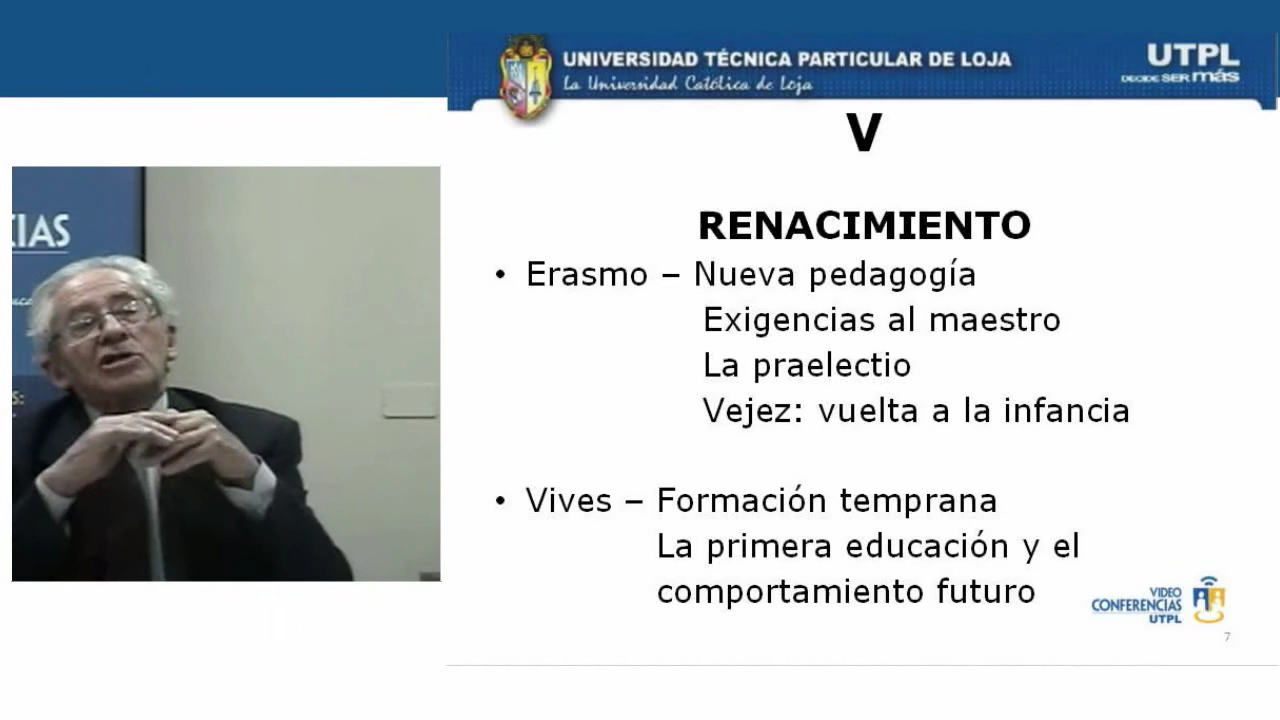 UNIVERSIDAD TÉCNICA PARTICULAR DE LOJA
La Universidad Católica de Loja
UTPL
DECIDE SER más
V
RENACIMIENTO
• Erasmo – Nueva pedagogía
Exigencias al maestro
La praelectio
Vejez: vuelta a la infancia
• Vives – Formación temprana
La primera educación y el
comportamiento futuro
VIDEO
CONFERENCIAS
UTPL
7
CIAS